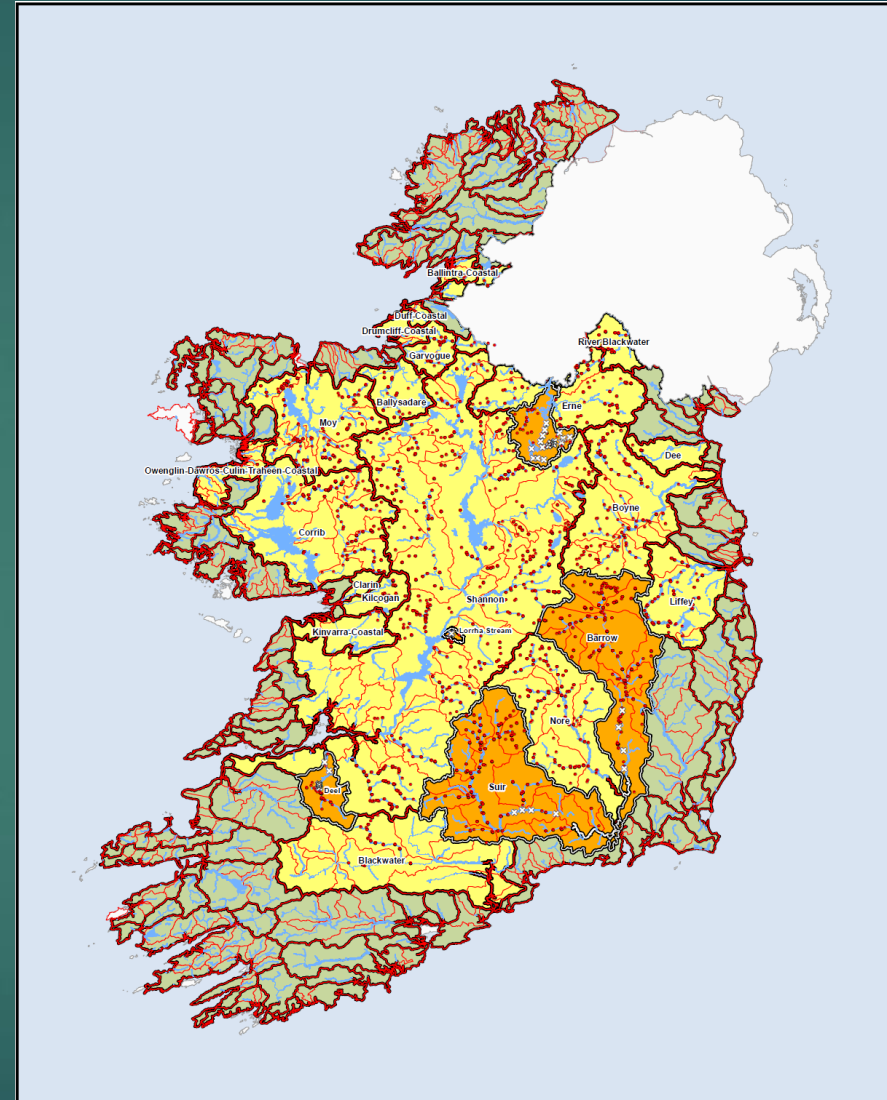 Ballintra-Coastal
Duff-Coastal
Drumcliff-Coastal
River Blackwater
Garvogue
Ballysadare
Erne
Moy
Dee
Owenglin-Dawros-Culin-Traheen-Coastal
Boyne
Corrib
Clarin
Kilcogan
Shannon
Liffey
Kinvarra-Coastal
Lorrha Stream
Barrow
Nore
Suir
Deel
Blackwater